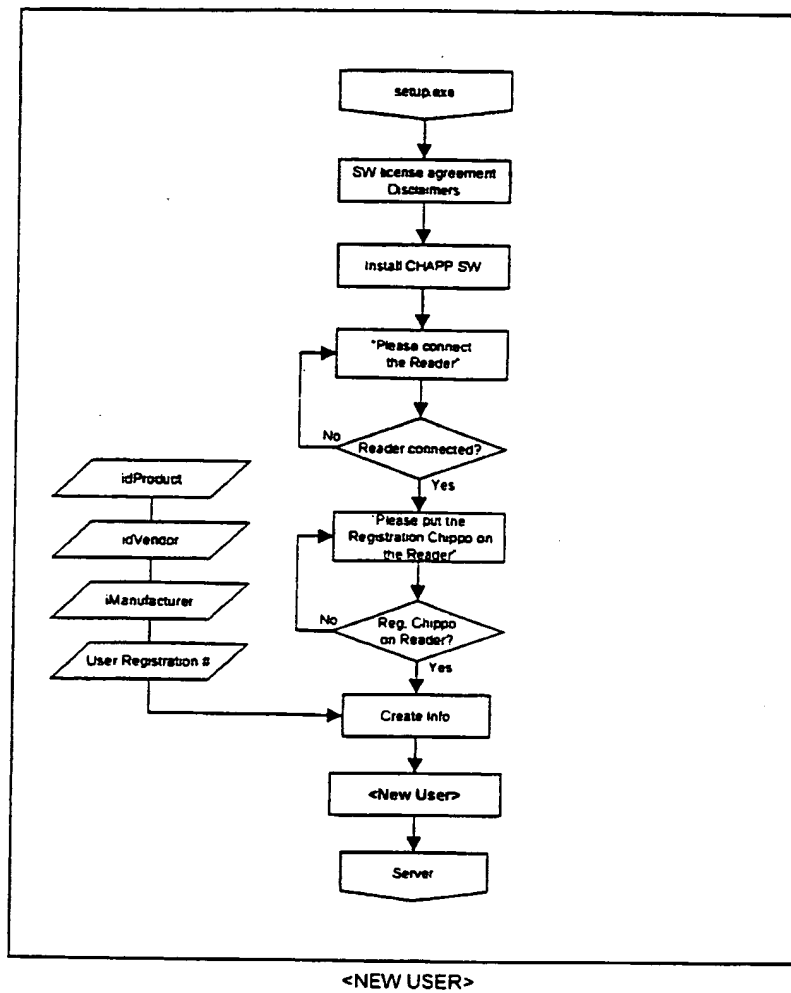 setup.exe
SW license agreement
Disclaimers
Install CHAPP SW
"Please connect
the Reader"
No
Reader connected?
Yes
idProduct
"Please put the
Registration Chippo on
the Reader"
idVendor
iManufacturer
No
Reg. Chippo
on Reader?
User Registration #
Yes
Create Info
<New User>
Server
<NEW USER>